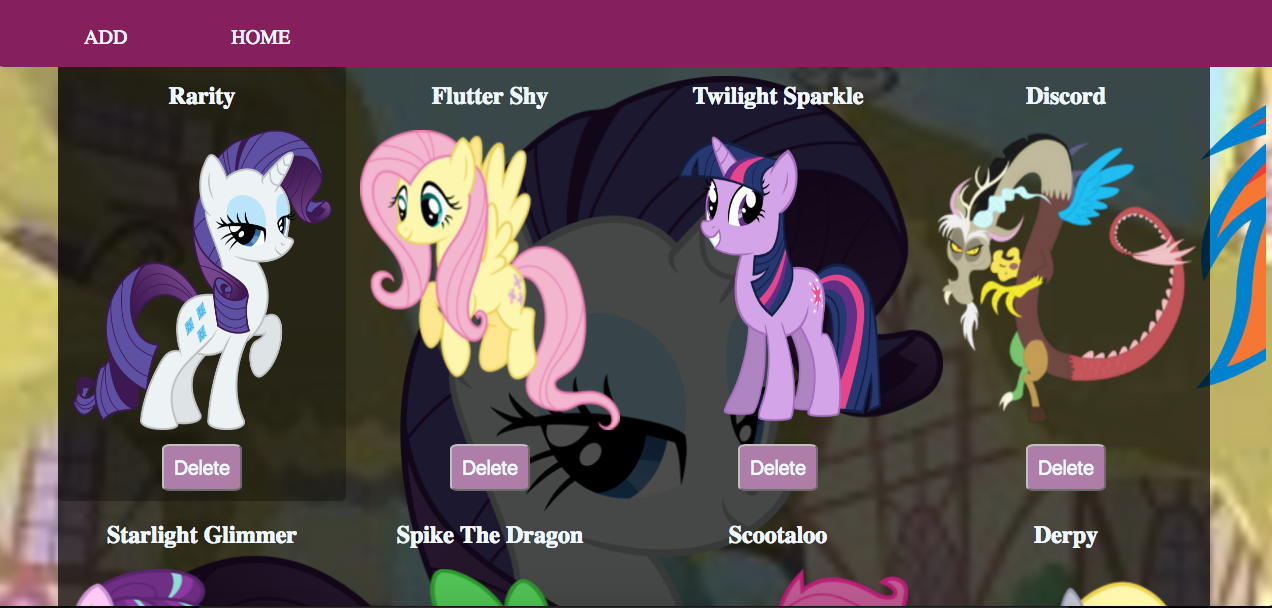 ADD HOME
Rarity Flutter Shy Twilight Sparkle Discord
Delete Delete Delete Delete
Starlight Glimmer Spike The Dragon Scootaloo Derpy